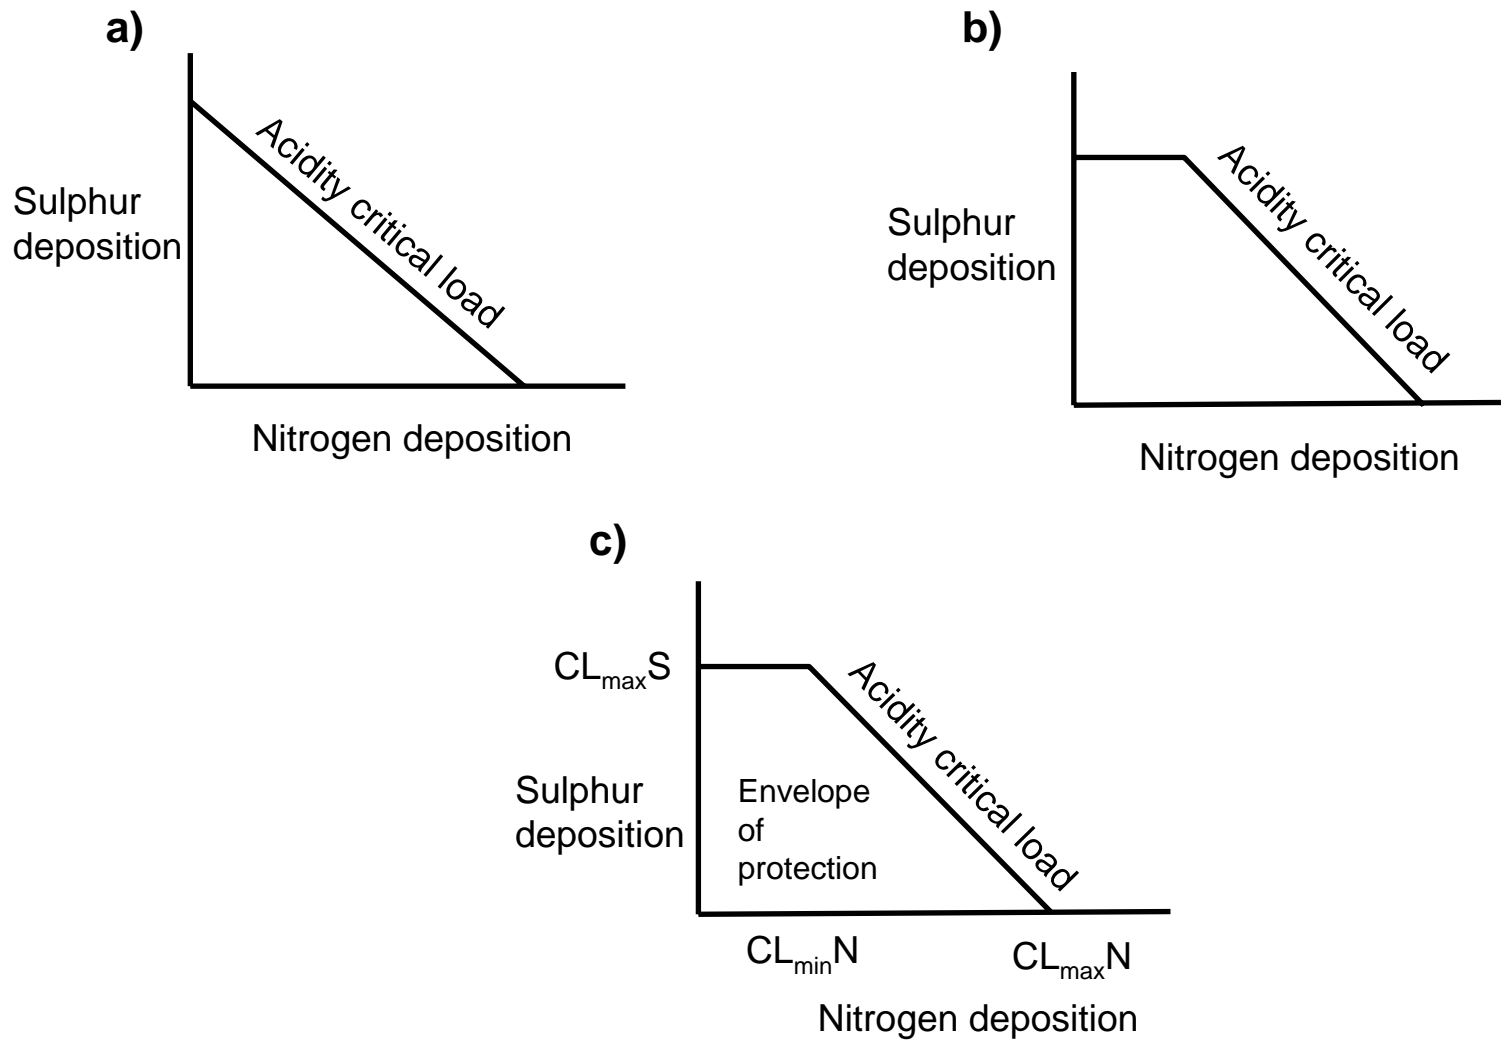 a)
Acidity critical load
Sulphur
deposition
Nitrogen deposition
b)
Acidity critical load
Sulphur
deposition
Nitrogen deposition
c)
CLmaxS
Acidity critical load
Sulphur
deposition
Envelope
of
protection
CLminN
CLmaxN
Nitrogen deposition